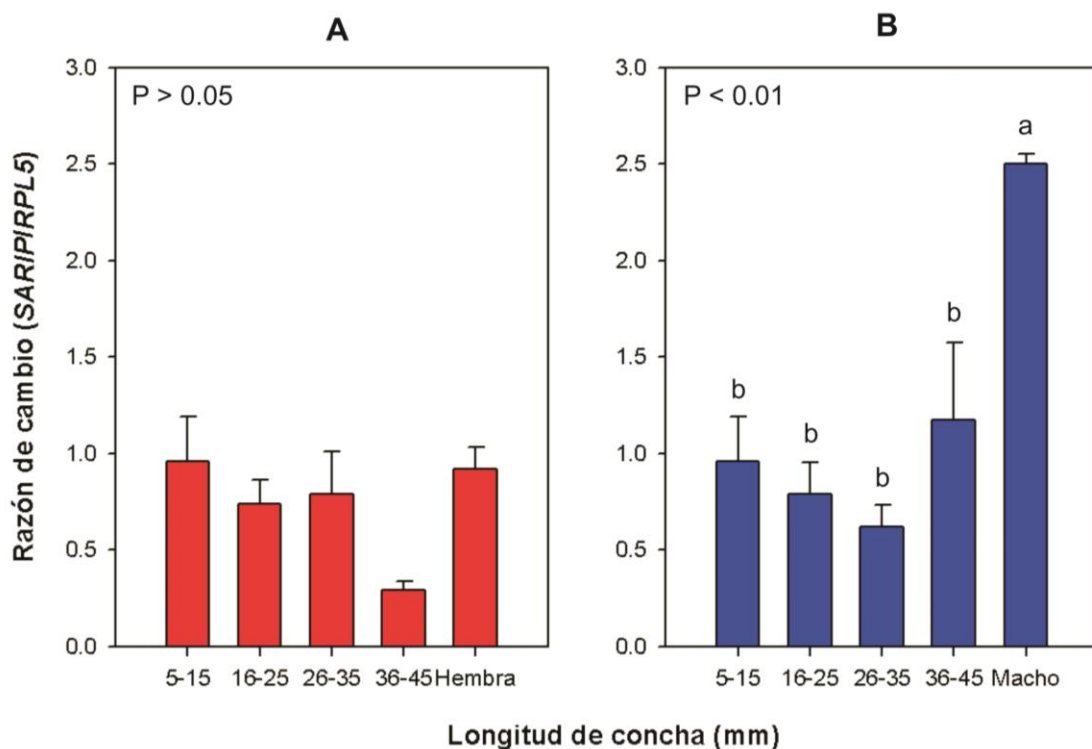 A
B
3.0
2.5
2.0
1.5
1.0
0.5
0.0
P > 0.05
Razón de cambio (SARIPIRPL5)
5-15 16-25 26-35 36-45 Hembra
3.0
2.5
2.0
1.5
1.0
0.5
0.0
P < 0.01
b
b
b
b
a
5-15 16-25 26-35 36-45 Macho
Longitud de concha (mm)